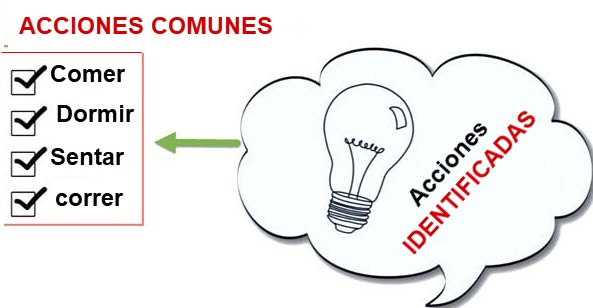 ACCIONES COMUNES
Comer
Dormir
Sentar
correr
Acciones
IDENTIFICADAS